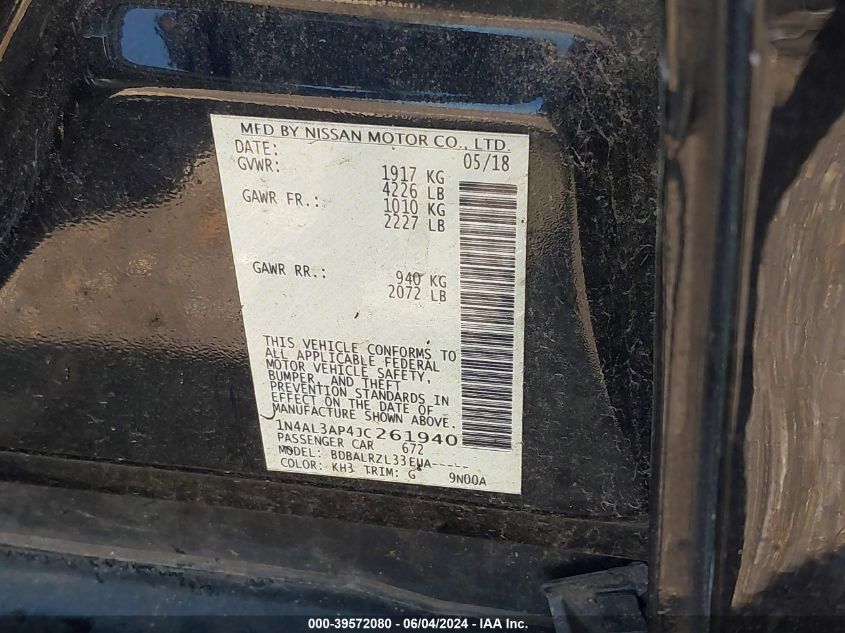 MFD BY NISSAN MOTOR CO., LTD.
DATE: 05/18
GVWR: 1917 KG
4226 LB
GAWR FR.: 1010 KG
2227 LB
GAWR RR.: 940 KG
2072 LB
THIS VEHICLE CONFORMS TO
ALL APPLICABLE FEDERAL
MOTOR VEHICLE SAFETY,
BUMPER, AND THEFT
PREVENTION STANDARDS IN
EFFECT ON THE DATE OF
MANUFACTURE SHOWN ABOVE.
1N4AL3AP4JC261940
PASSENGER CAR 672
MODEL: BDBALRZL33EUA-----
COLOR: KH3 TRIM: G 9N00A
000-39572080 - 06/04/2024 - IAA Inc.